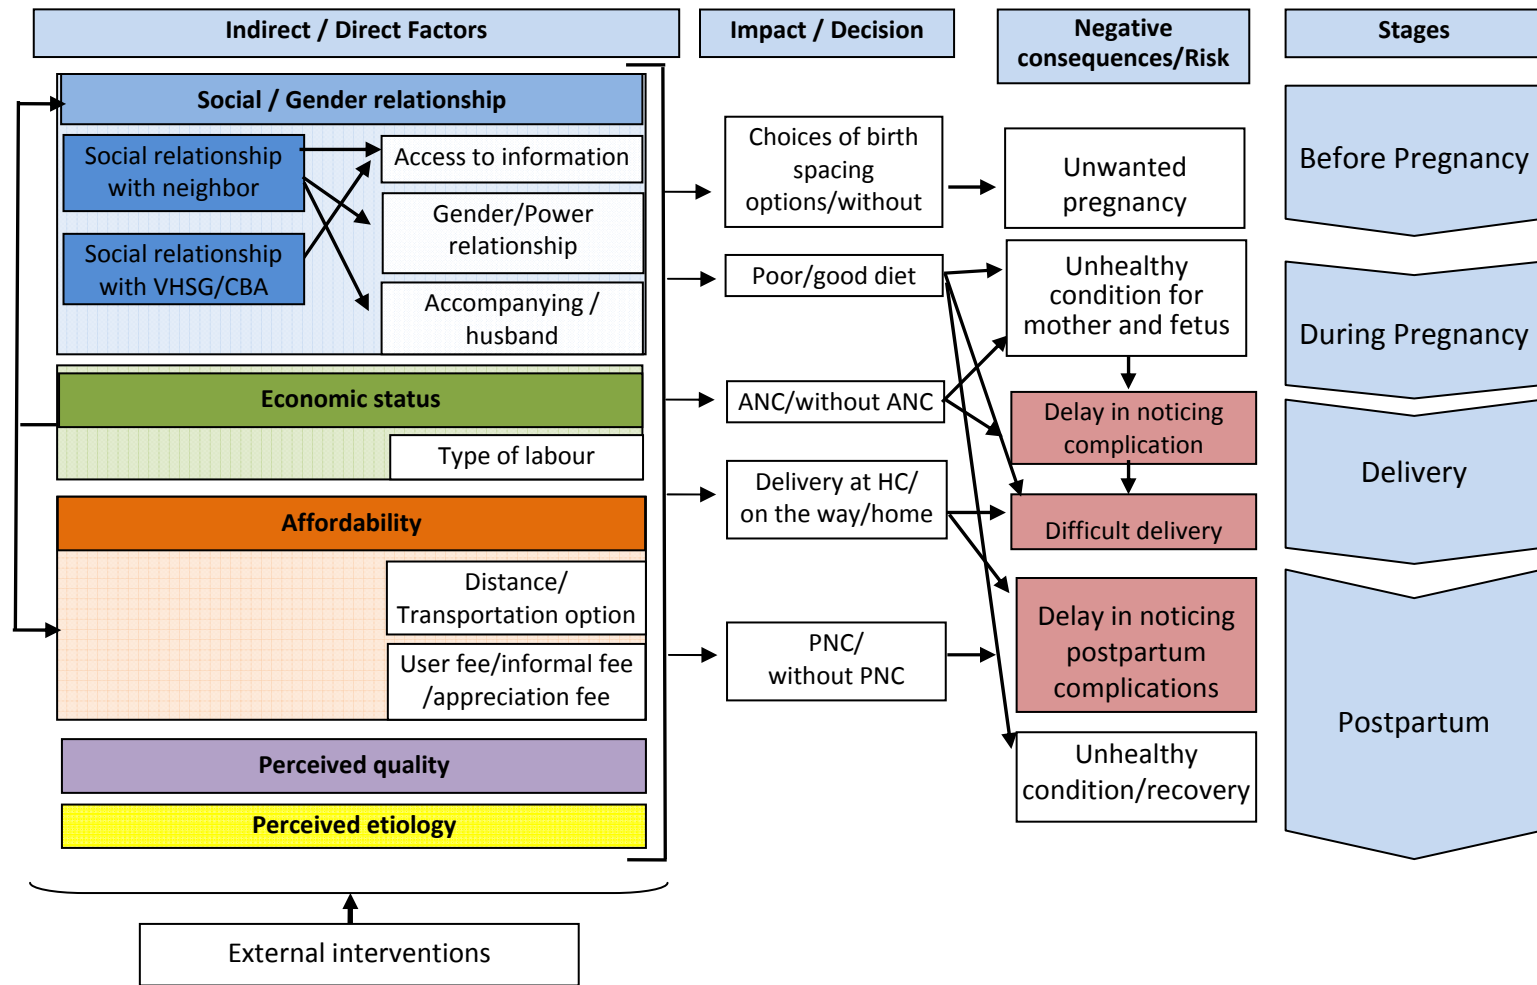 Indirect / Direct Factors
Impact / Decision
Negative
consequences/Risk
Stages
Social / Gender relationship
Social relationship
with neighbor
Social relationship
with VHSG/CBA
Access to information
Gender/Power
relationship
Accompanying /
husband
Economic status
Type of labour
Affordability
Distance/
Transportation option
User fee/informal fee
/appreciation fee
Perceived quality
Perceived etiology
External interventions
Choices of birth
spacing
options/without
Poor/good diet
ANC/without ANC
Delivery at HC/
on the way/home
PNC/
without PNC
Unwanted
pregnancy
Unhealthy
condition for
mother and fetus
Delay in noticing
complication
Difficult delivery
Delay in noticing
postpartum
complications
Unhealthy
condition/recovery
Before Pregnancy
During Pregnancy
Delivery
Postpartum